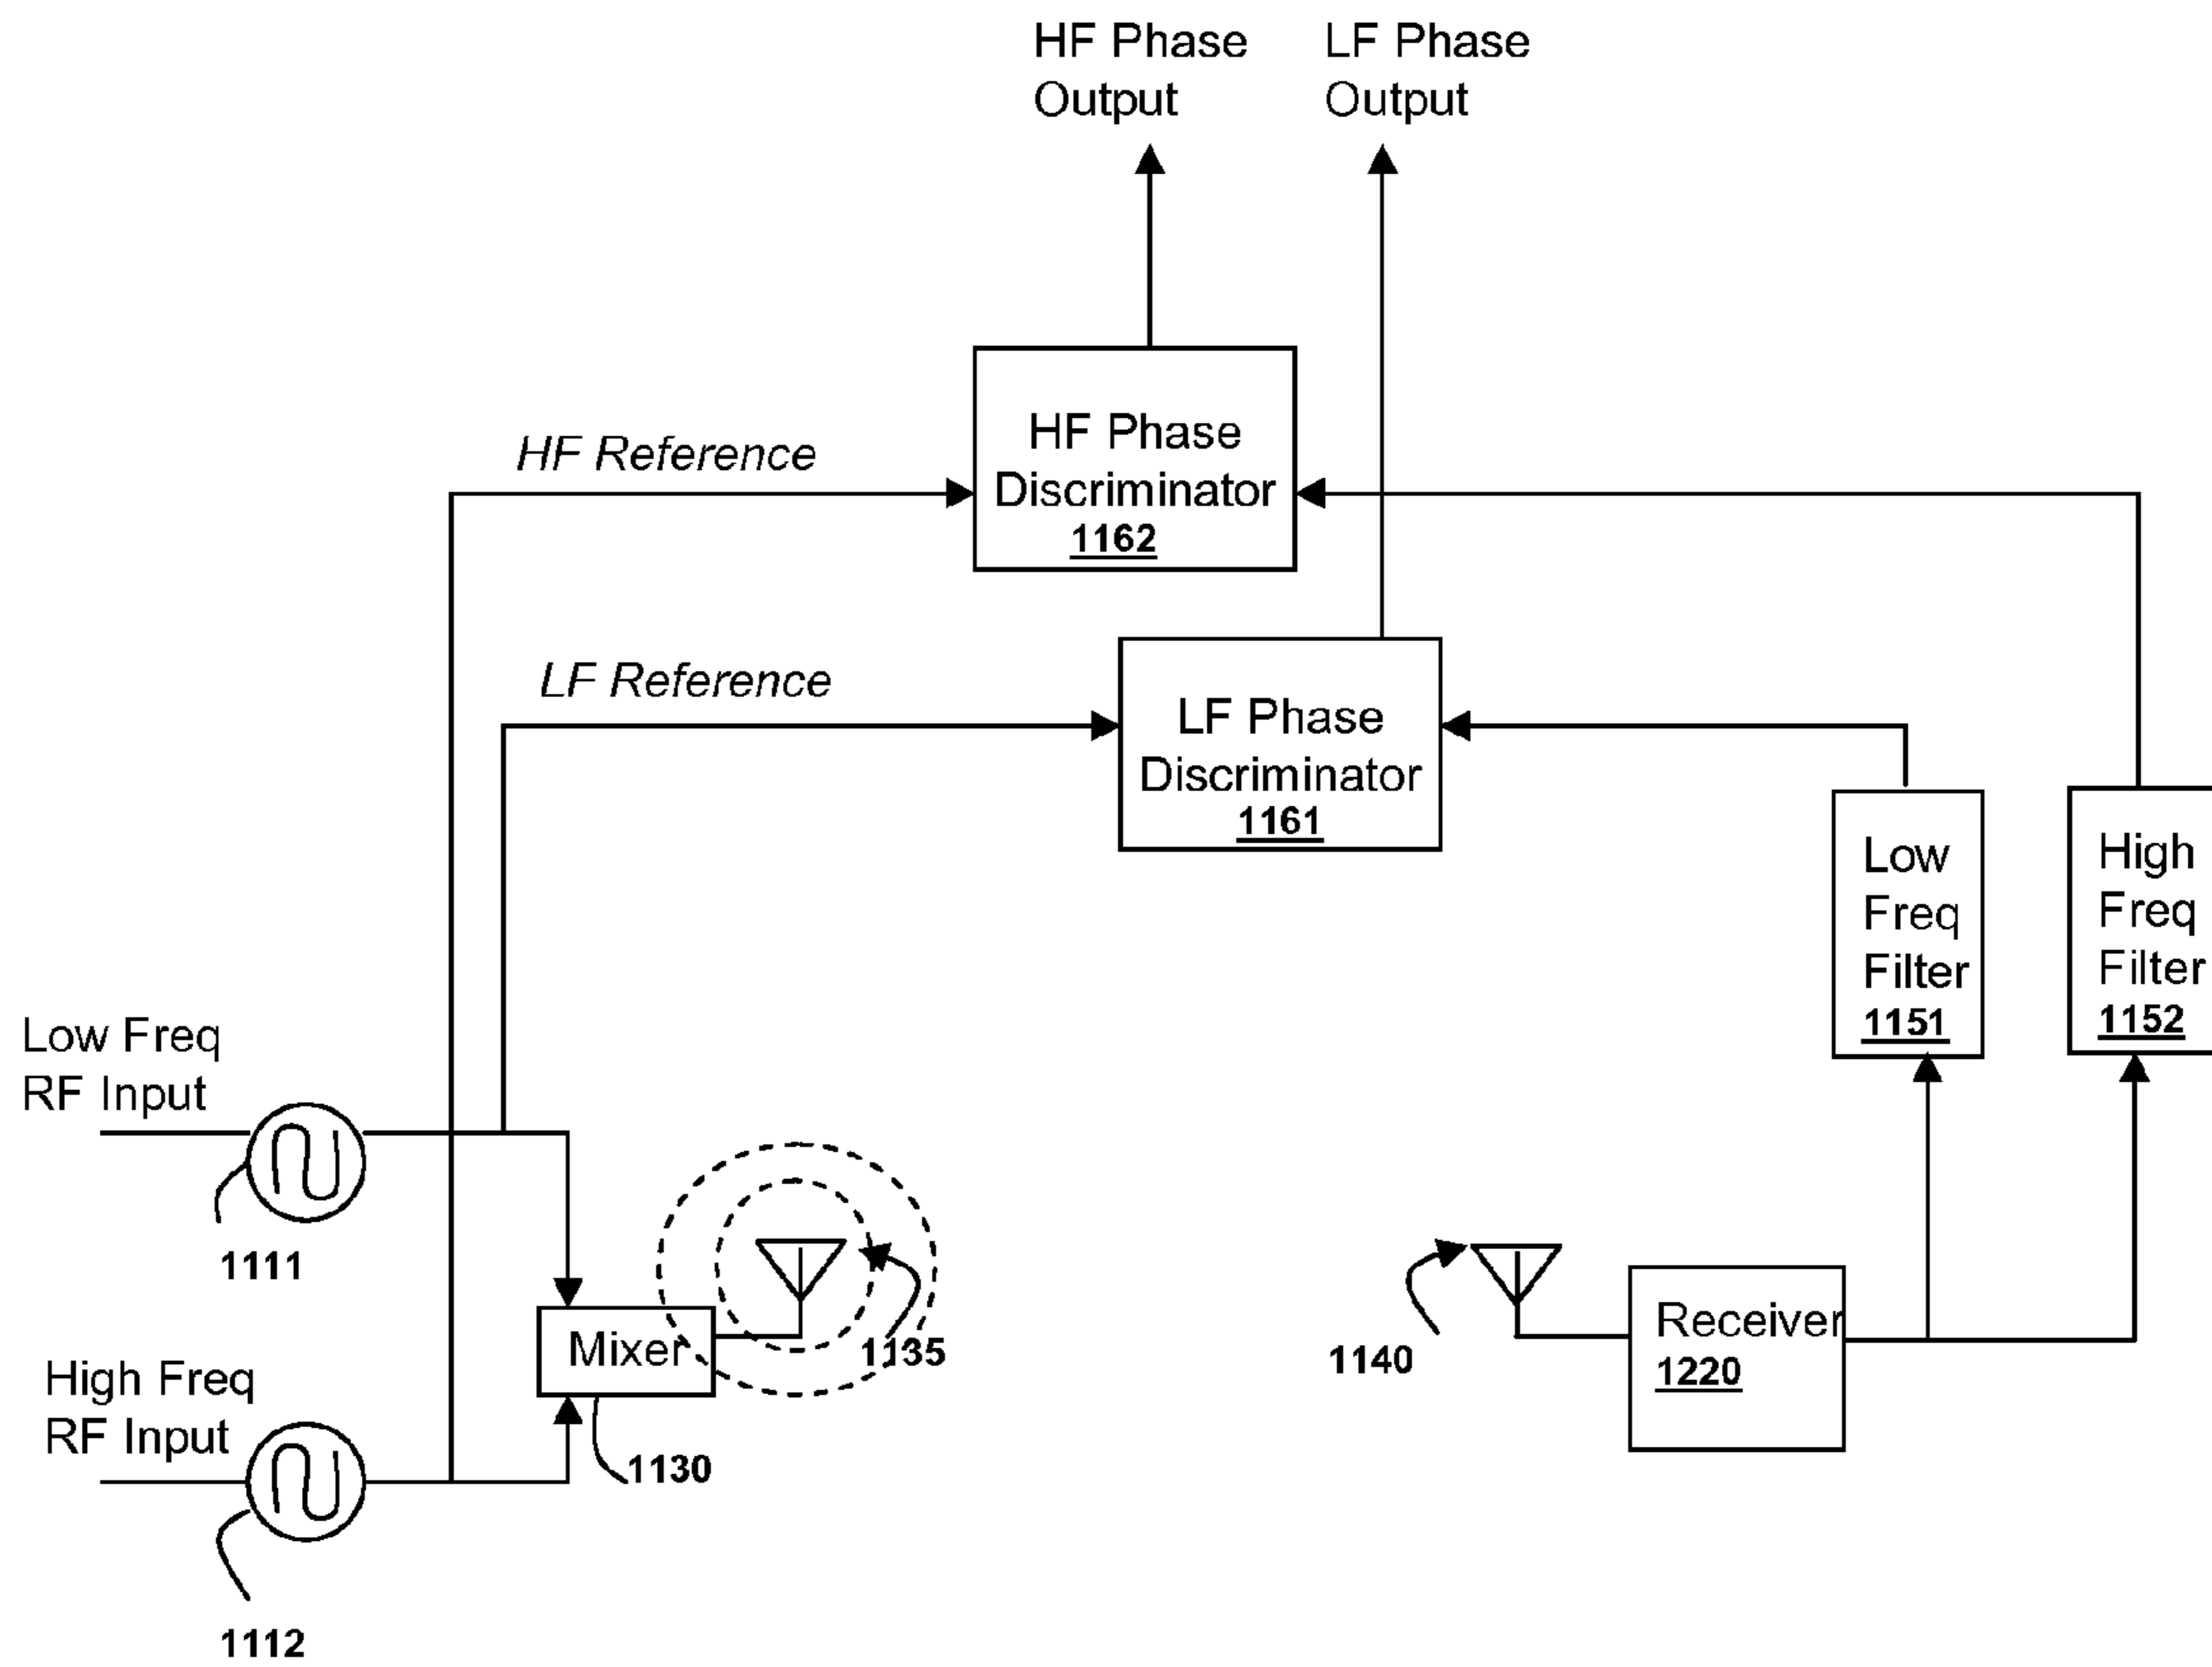 HF Phase
Output
LF Phase
Output
HF Reference
HF Phase
Discriminator
1162
LF Reference
LF Phase
Discriminator
1161
Low
Freq
Filter
1151
High
Freq
Filter
1152
Low Freq
RF Input
1111
Mixer
1135
1140
Receiver
1220
High Freq
RF Input
1130
1112